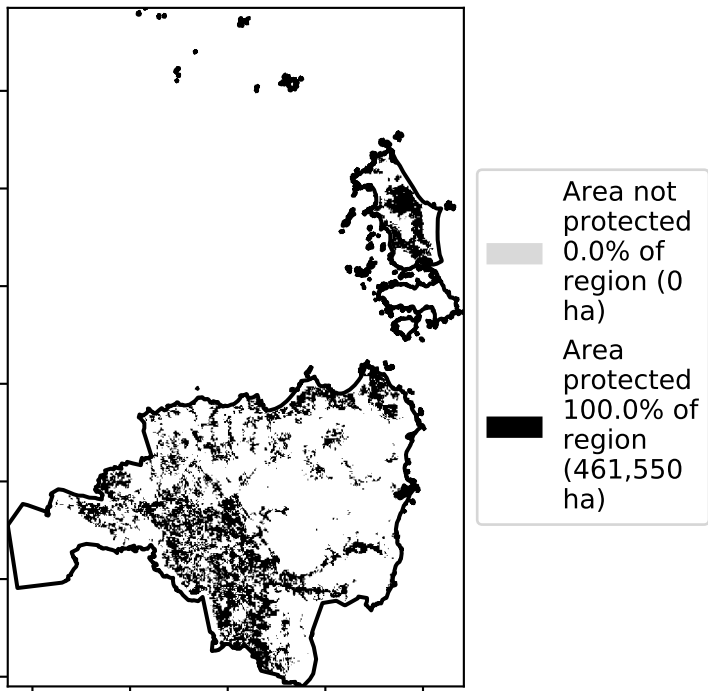 Area not
protected
0.0% of
region (0
ha)
Area
protected
100.0% of
region
(461,550
ha)